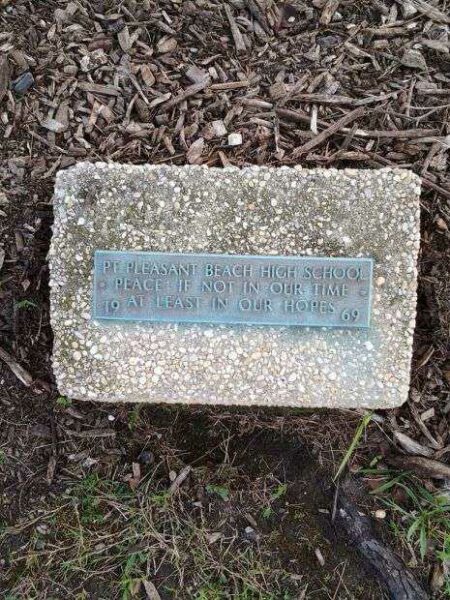 PT PLEASANT BEACH HIGH SCHOOL
PEACE: IF NOT IN OUR TIME
19 AT LEAST IN OUR HOPES 69